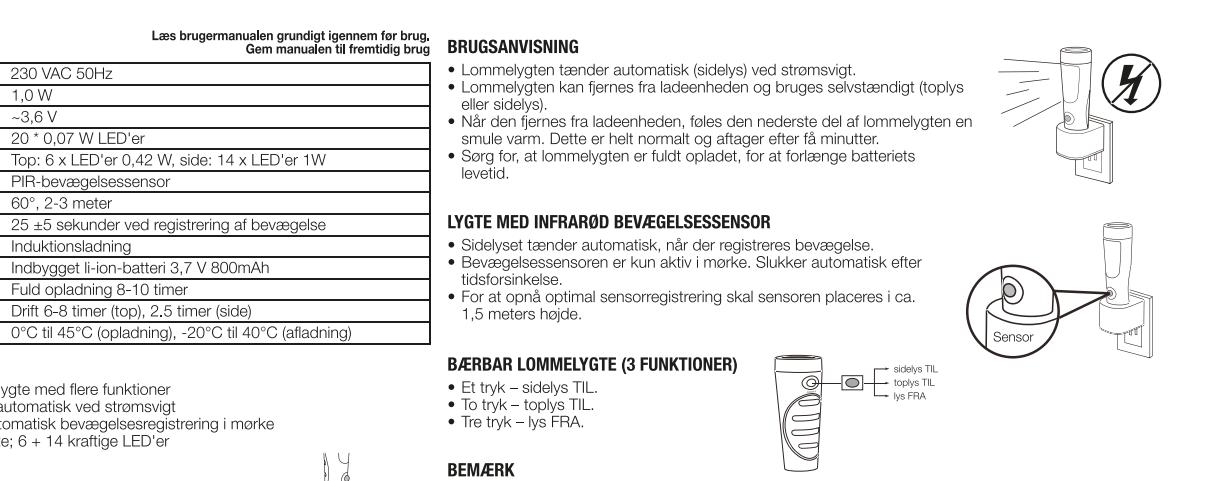 Læs brugermanualen grundigt igennem før brug.
Gem manualen til fremtidig brug
230 VAC 50Hz
1,0 W
~3,6 V
20 * 0,07 W LED'er
Top: 6 x LED'er 0,42 W, side: 14 x LED'er 1W
PIR-bevægelsessensor
60°, 2-3 meter
25 ±5 sekunder ved registrering af bevægelse
Induktionsladning
Indbygget li-ion-batteri 3,7 V 800mAh
Fuld opladning 8-10 timer
Drift 6-8 timer (top), 2.5 timer (side)
0°C til 45°C (opladning), -20°C til 40°C (afladning)
ygte med flere funktioner
automatisk ved strømsvigt
tomatisk bevægelsesregistrering i mørke
te; 6 + 14 kraftige LED'er
BRUGSANVISNING
• Lommelygten tænder automatisk (sidelys) ved strømsvigt.
• Lommelygten kan fjernes fra ladeenheden og bruges selvstændigt (toplys
eller sidelys).
• Når den fjernes fra ladeenheden, føles den nederste del af lommelygten en
smule varm. Dette er helt normalt og aftager efter få minutter.
• Sørg for, at lommelygten er fuldt opladet, for at forlænge batteriets
levetid.
LYGTE MED INFRARØD BEVÆGELSESSENSOR
• Sidelyset tænder automatisk, når der registreres bevægelse.
• Bevægelsessensoren er kun aktiv i mørke. Slukker automatisk efter
tidsforsinkelse.
• For at opnå optimal sensorregistrering skal sensoren placeres i ca.
1,5 meters højde.
Sensor
BÆRBAR LOMMELYGTE (3 FUNKTIONER)
• Et tryk – sidelys TIL.
• To tryk – toplys TIL.
• Tre tryk – lys FRA.
sidelys TIL
toplys TIL
lys FRA
BEMÆRK